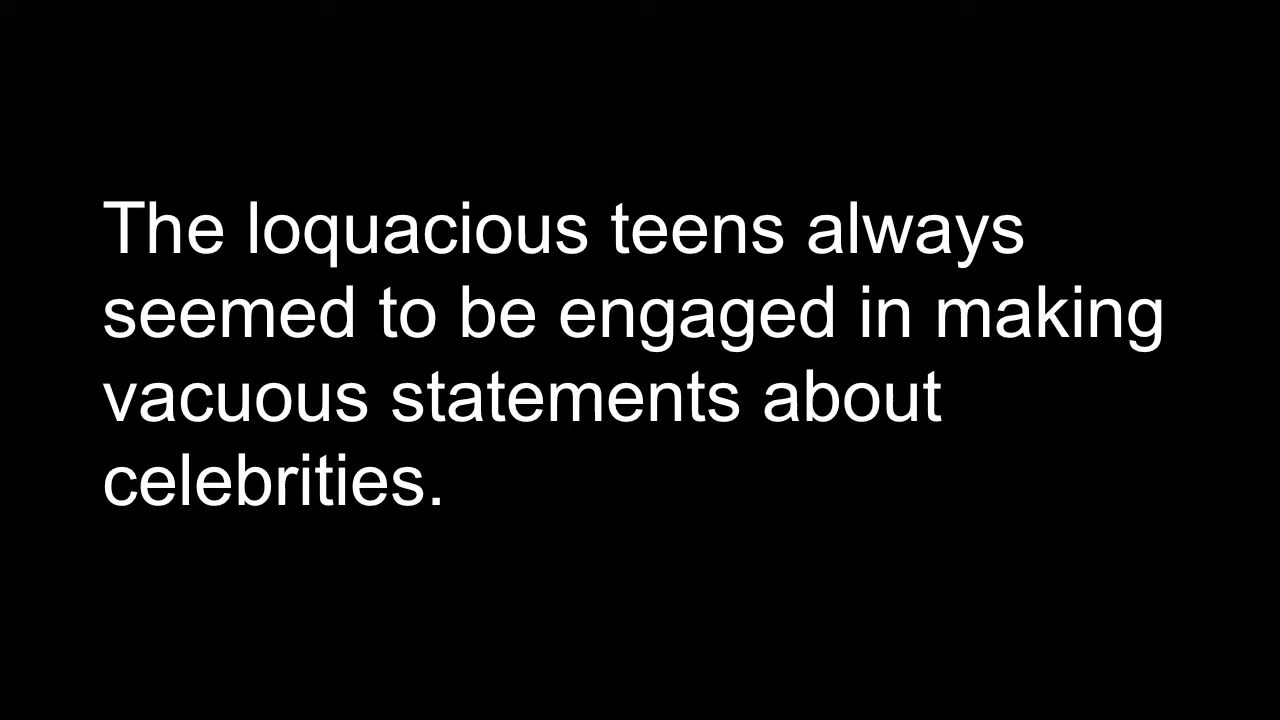 The loquacious teens always
seemed to be engaged in making
vacuous statements about
celebrities.